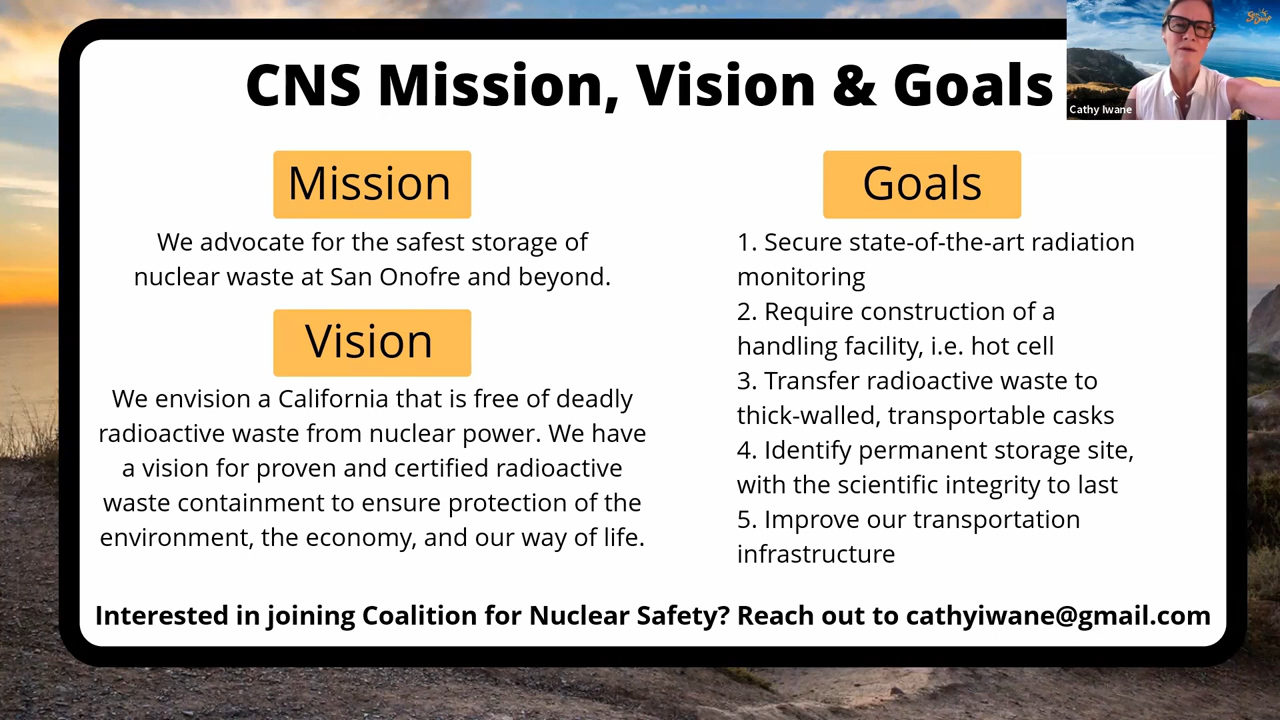 CNS Mission, Vision & Goals
Cathy Iwane
Mission
We advocate for the safest storage of
nuclear waste at San Onofre and beyond.
Vision
We envision a California that is free of deadly
radioactive waste from nuclear power. We have
a vision for proven and certified radioactive
waste containment to ensure protection of the
environment, the economy, and our way of life.
Goals
1. Secure state-of-the-art radiation
monitoring
2. Require construction of a
handling facility, i.e. hot cell
3. Transfer radioactive waste to
thick-walled, transportable casks
4. Identify permanent storage site,
with the scientific integrity to last
5. Improve our transportation
infrastructure
Interested in joining Coalition for Nuclear Safety? Reach out to cathyiwane@gmail.com